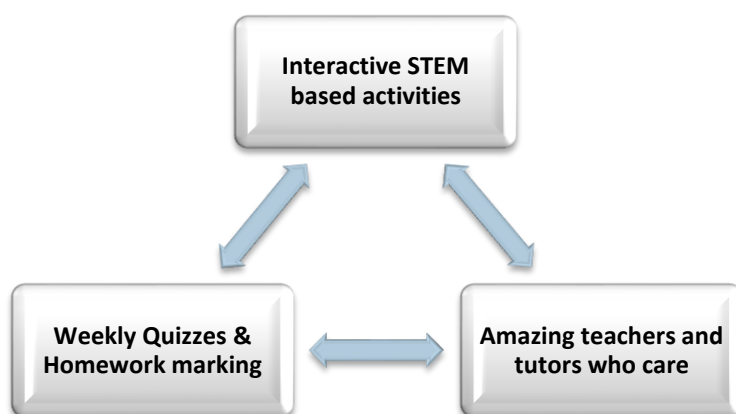 Interactive STEM
based activities
Weekly Quizzes &
Homework marking
Amazing teachers and
tutors who care